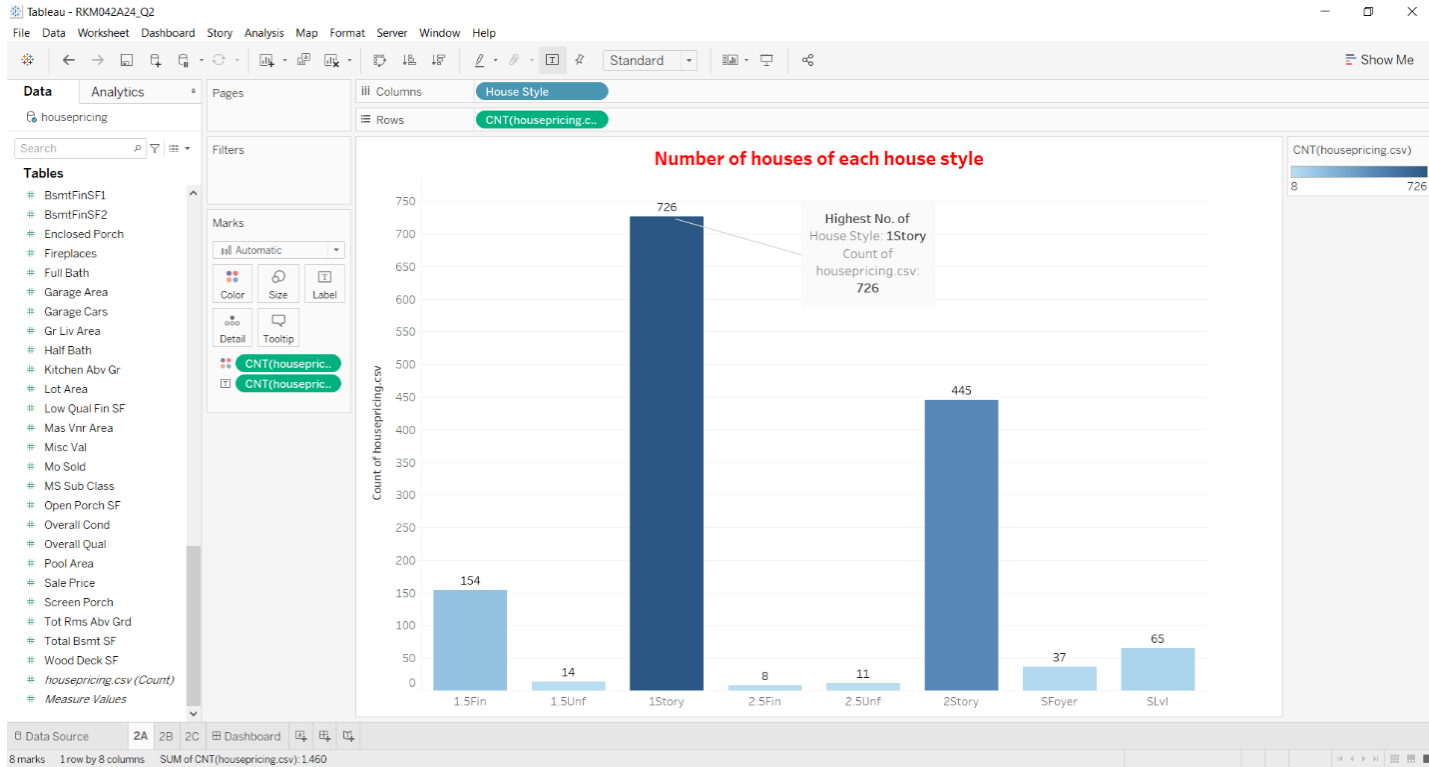 Tableau - RKM042A24_Q2
File Data Worksheet Dashboard Story Analysis Map Format Server Window Help
Standard
Show Me
Data Analytics
housepricing
Search
Tables
BsmtFinSF1
BsmtFinSF2
Enclosed Porch
Fireplaces
Full Bath
Garage Area
Garage Cars
Gr Liv Area
Half Bath
Kitchen Abv Gr
Lot Area
Low Qual Fin SF
Mas Vnr Area
Misc Val
Mo Sold
MS Sub Class
Open Porch SF
Overall Cond
Overall Qual
Pool Area
Sale Price
Screen Porch
Tot Rms Abv Grd
Total Bsmt SF
Wood Deck SF
housepricing.csv (Count)
Measure Values
Pages
Filters
Marks
Automatic
Color Size Label
Detail Tooltip
CNT(housepric..
CNT(housepric..
Columns House Style
Rows CNT(housepricing.c..
Number of houses of each house style
Count of housepricing.csv
750
700
650
600
550
500
450
400
350
300
250
200
150
100
50
0
154
14
726
8
11
445
37
65
Highest No. of
House Style: 1Story
Count of
housepricing.csv:
726
1.5Fin 1.5Unf 1Story 2.5Fin 2.5Unf 2Story SFoyer SLvl
CNT(housepricing.csv)
8 726
Data Source 2A 2B 2C Dashboard
8 marks 1 row by 8 columns SUM of CNT(housepricing.csv): 1,460